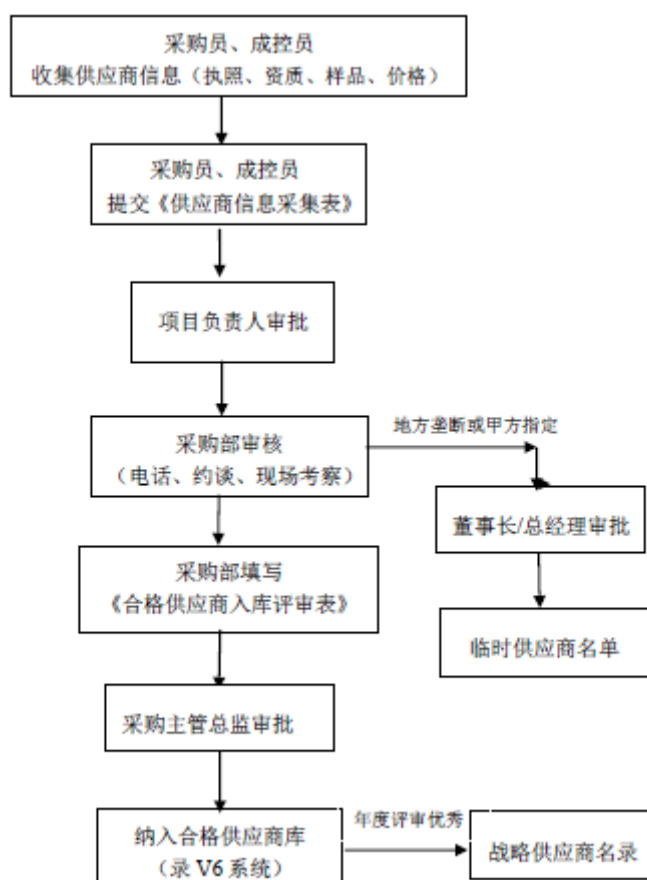 采购员、成控员
收集供应商信息（执照、资质、样品、价格）
采购员、成控员
提交《供应商信息采集表》
项目负责人审批
采购部审核
（电话、约谈、现场考察）
地方垄断或甲方指定
董事长/总经理审批
采购部填写
《合格供应商入库评审表》
临时供应商名单
采购主管总监审批
纳入合格供应商库
（录 V6 系统）
年度评审优秀
战略供应商名录